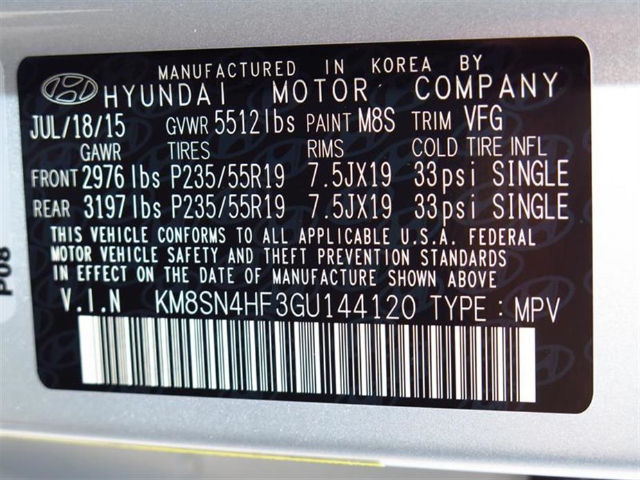 MANUFACTURED IN KOREA BY
HYUNDAI MOTOR COMPANY
JUL/18/15 GVWR 5512lbs PAINT M8S TRIM VFG
GAWR TIRES RIMS COLD TIRE INFL
FRONT 2976lbs P235/55R19 7.5JX19 33psi SINGLE
REAR 3197lbs P235/55R19 7.5JX19 33psi SINGLE
THIS VEHICLE CONFORMS TO ALL APPLICABLE U.S.A. FEDERAL
MOTOR VEHICLE SAFETY, BUMPER, AND THEFT PREVENTION STANDARDS
IN EFFECT ON THE DATE OF MANUFACTURE SHOWN ABOVE.
V.I.N KM8SN4HF3GU144120 TYPE : MPV
P08